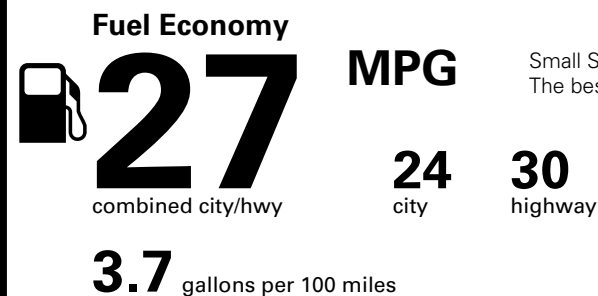 Fuel Economy
27 MPG
Small S
The bes
combined city/hwy
24 city
30 highway
3.7 gallons per 100 miles